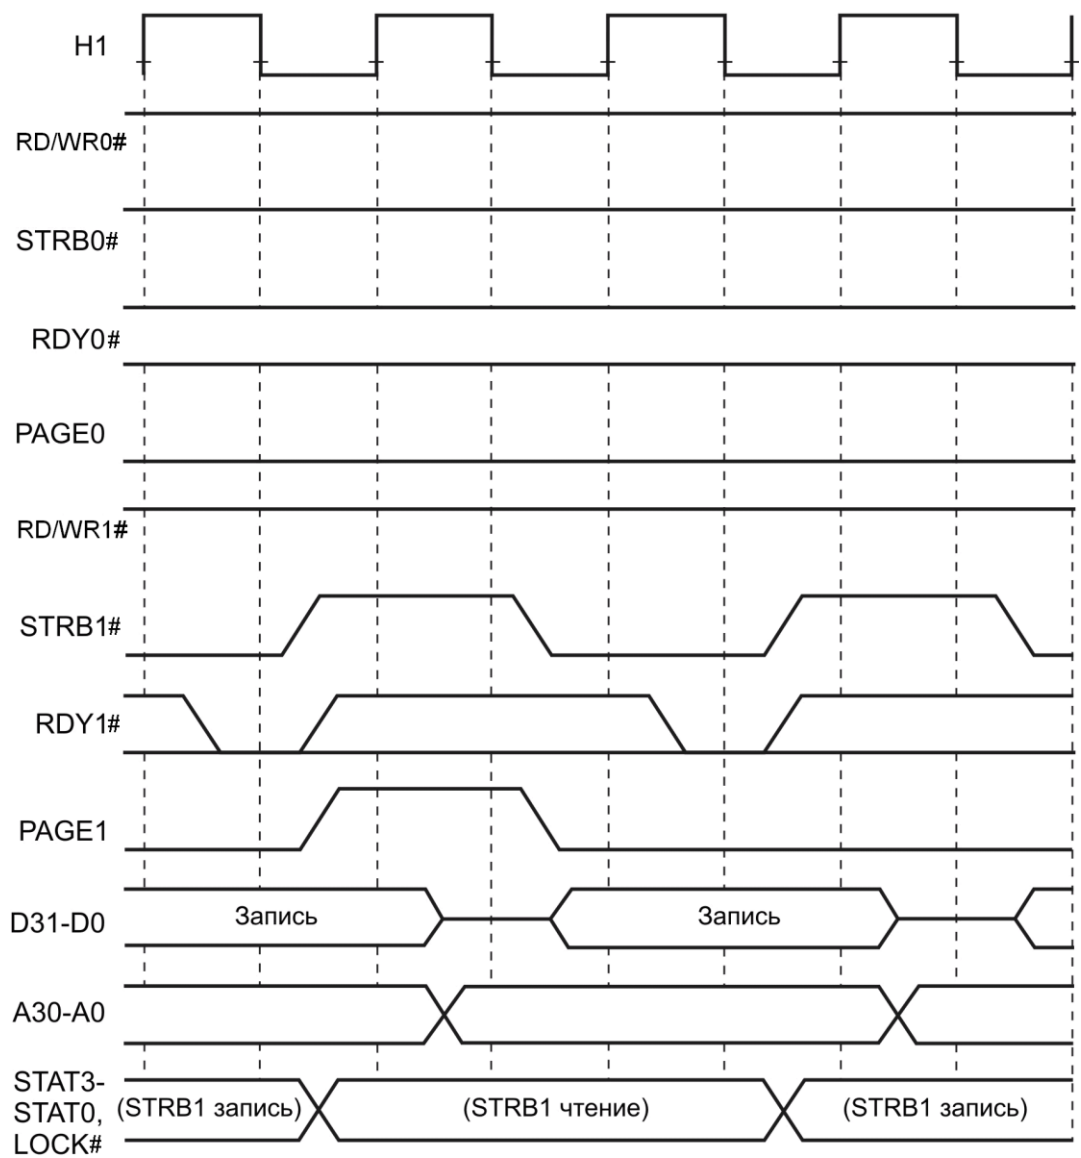 H1
RD/WR0#
STRB0#
RDY0#
PAGE0
RD/WR1#
STRB1#
RDY1#
PAGE1
D31-D0
Запись
Запись
A30-A0
STAT3-
STAT0,
LOCK#
(STRB1 запись)
(STRB1 чтение)
(STRB1 запись)